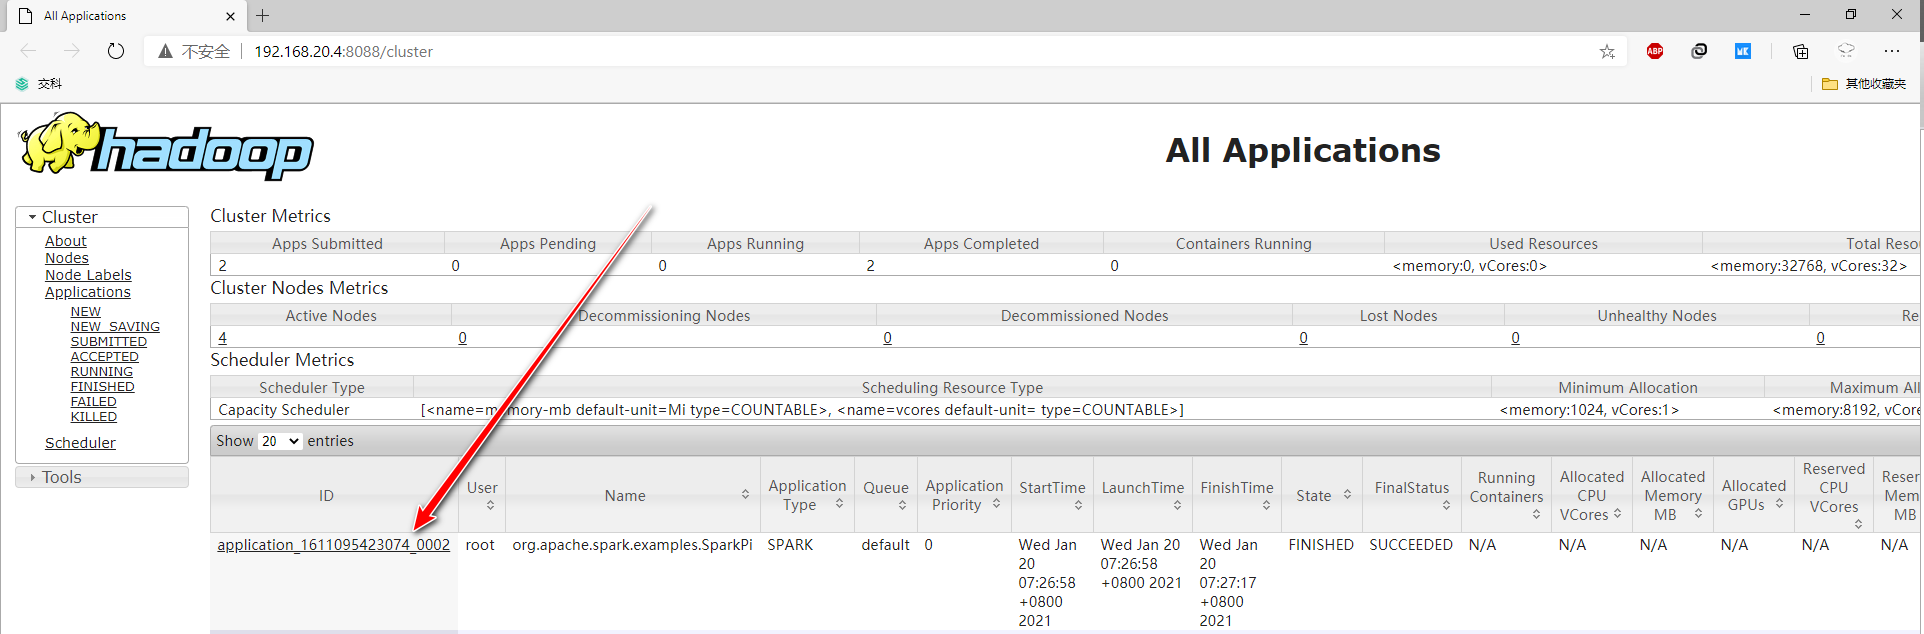 All Applications
不安全 192.168.20.4:8088/cluster
ABP
交科
其他收藏夹
hadoop
All Applications
Cluster
About
Nodes
Node Labels
Applications
NEW
NEW_SAVING
SUBMITTED
ACCEPTED
RUNNING
FINISHED
FAILED
KILLED
Scheduler
Tools
Cluster Metrics
Apps Submitted Apps Pending Apps Running Apps Completed Containers Running Used Resources Total Reso
2 0 0 2 0 <memory:0, vCores:0> <memory:32768, vCores:32>
Cluster Nodes Metrics
Active Nodes Decommissioning Nodes Decommissioned Nodes Lost Nodes Unhealthy Nodes Re
4 0 0 0 0 0
Scheduler Metrics
Scheduler Type Scheduling Resource Type Minimum Allocation Maximum All
Capacity Scheduler [<name=memory-mb default-unit=Mi type=COUNTABLE>, <name=vcores default-unit= type=COUNTABLE>] <memory:1024, vCores:1> <memory:8192, vCore
Show 20 entries
ID User Name Application Type Queue Application Priority StartTime LaunchTime FinishTime State FinalStatus Running Containers Allocated CPU VCores Allocated Memory MB Allocated GPUs Reserved CPU VCores Reser Mem MB
application_1611095423074_0002 root org.apache.spark.examples.SparkPi SPARK default 0 Wed Jan 20 07:26:58 +0800 2021 Wed Jan 20 07:26:58 +0800 2021 Wed Jan 20 07:27:17 +0800 2021 FINISHED SUCCEEDED N/A N/A N/A N/A N/A N/A